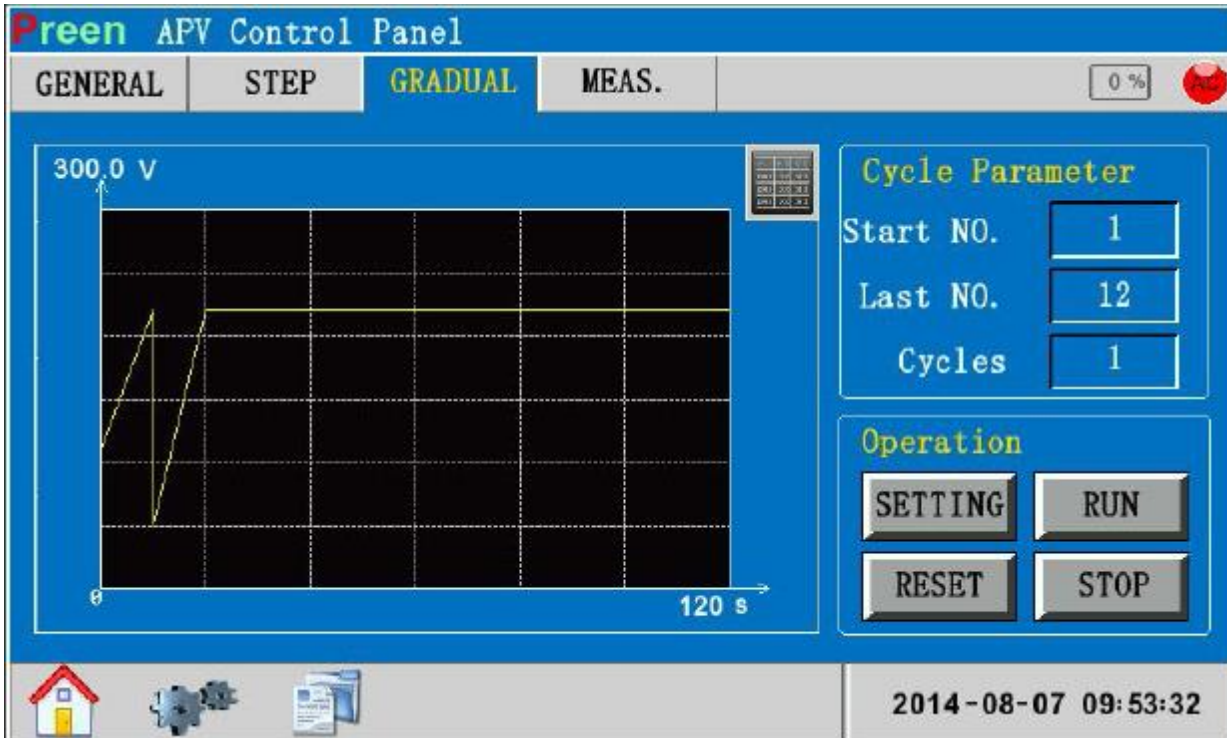 Preen APV Control Panel
GENERAL STEP GRADUAL MEAS. 0 % AC
300.0 V
Cycle Parameter
Start NO. 1
Last NO. 12
Cycles 1
Operation
SETTING RUN
RESET STOP
0 120 s
2014-08-07 09:53:32